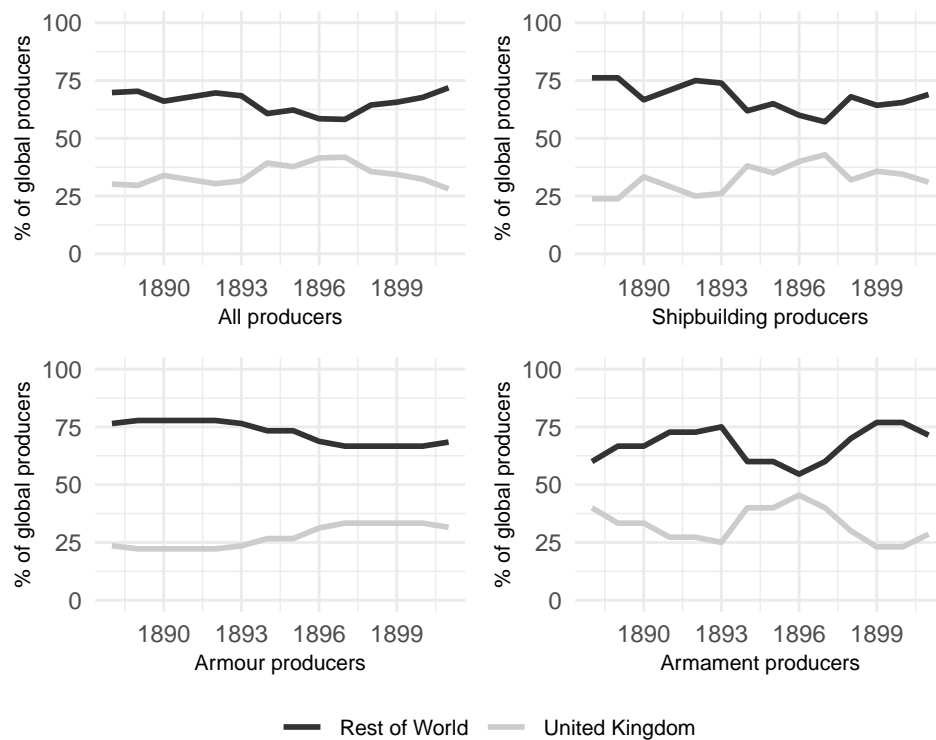 100
75
50
25
0
% of global producers
1890 1893 1896 1899
All producers
100
75
50
25
0
% of global producers
1890 1893 1896 1899
Shipbuilding producers
100
75
50
25
0
% of global producers
1890 1893 1896 1899
Armour producers
100
75
50
25
0
% of global producers
1890 1893 1896 1899
Armament producers
Rest of World United Kingdom